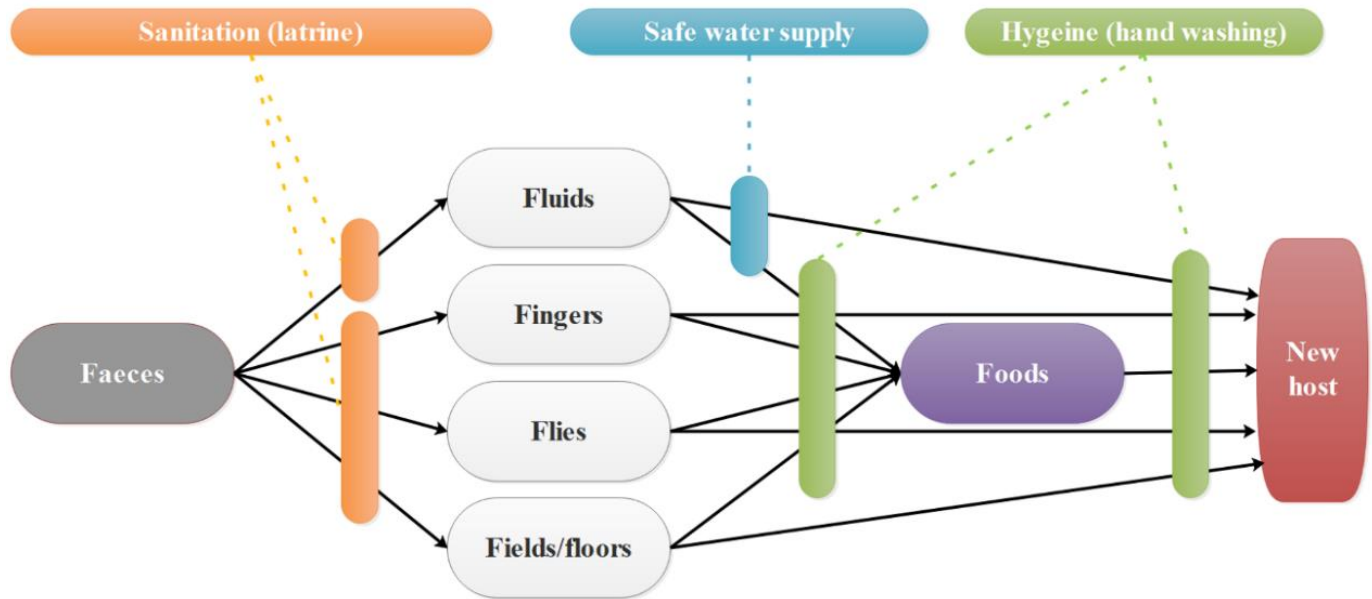 Sanitation (latrine)
Safe water supply
Hygeine (hand washing)
Fluids
Fingers
Faeces
Foods
New
host
Flies
Fields/floors